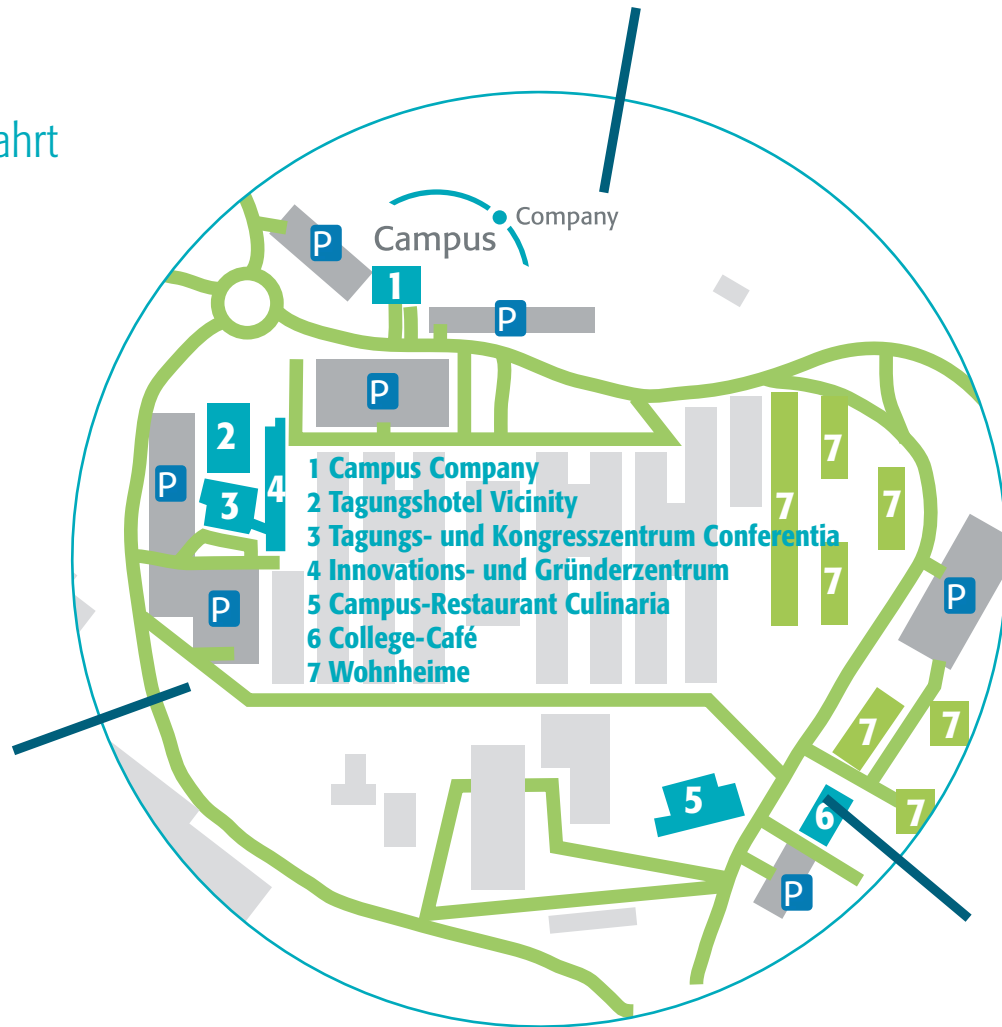 ahrt
Company
Campus
P
1
P
P
2
7
P
4
3
7
7
1 Campus Company
2 Tagungshotel Vicinity
3 Tagungs- und Kongresszentrum Conferentia
4 Innovations- und Gründerzentrum
5 Campus-Restaurant Culinaria
6 College-Café
7 Wohnheime
7
P
P
7
7
5
6
7
P